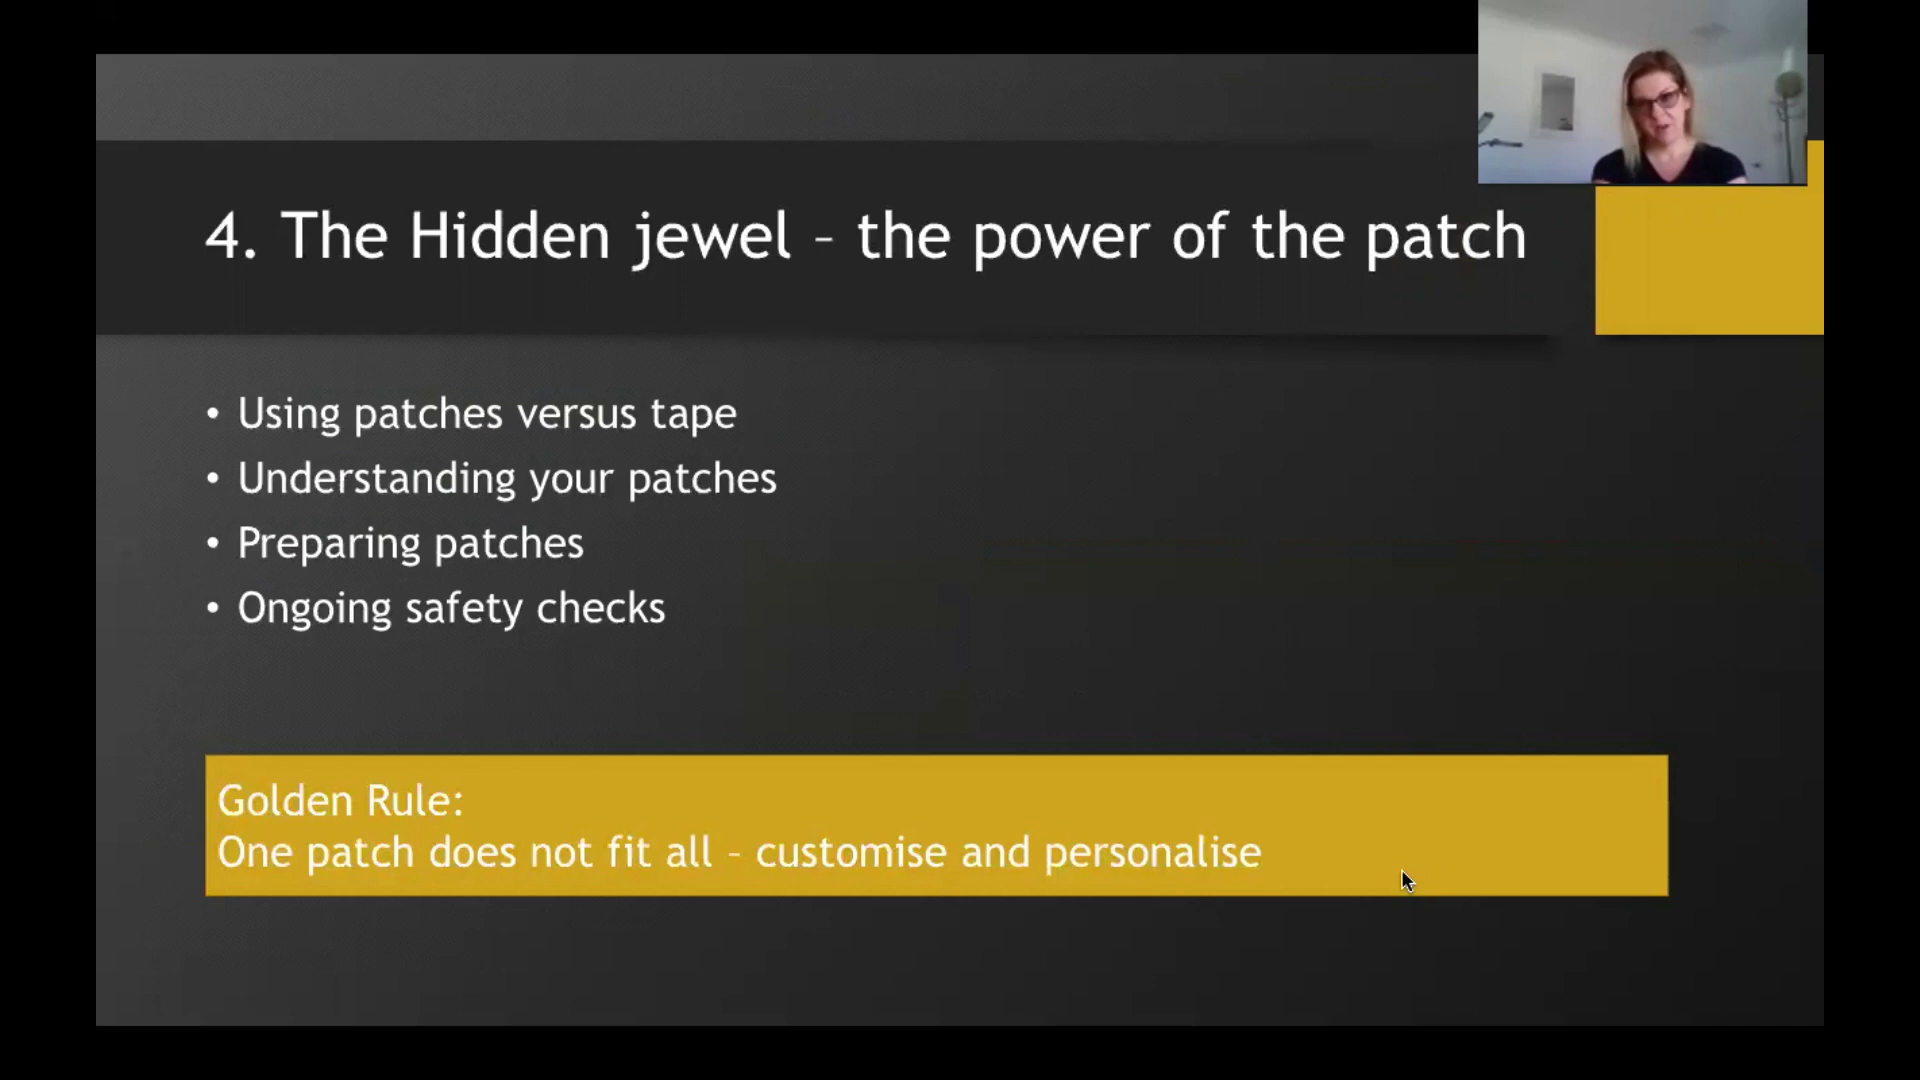 4. The Hidden jewel – the power of the patch
• Using patches versus tape
• Understanding your patches
• Preparing patches
• Ongoing safety checks
Golden Rule:
One patch does not fit all – customise and personalise